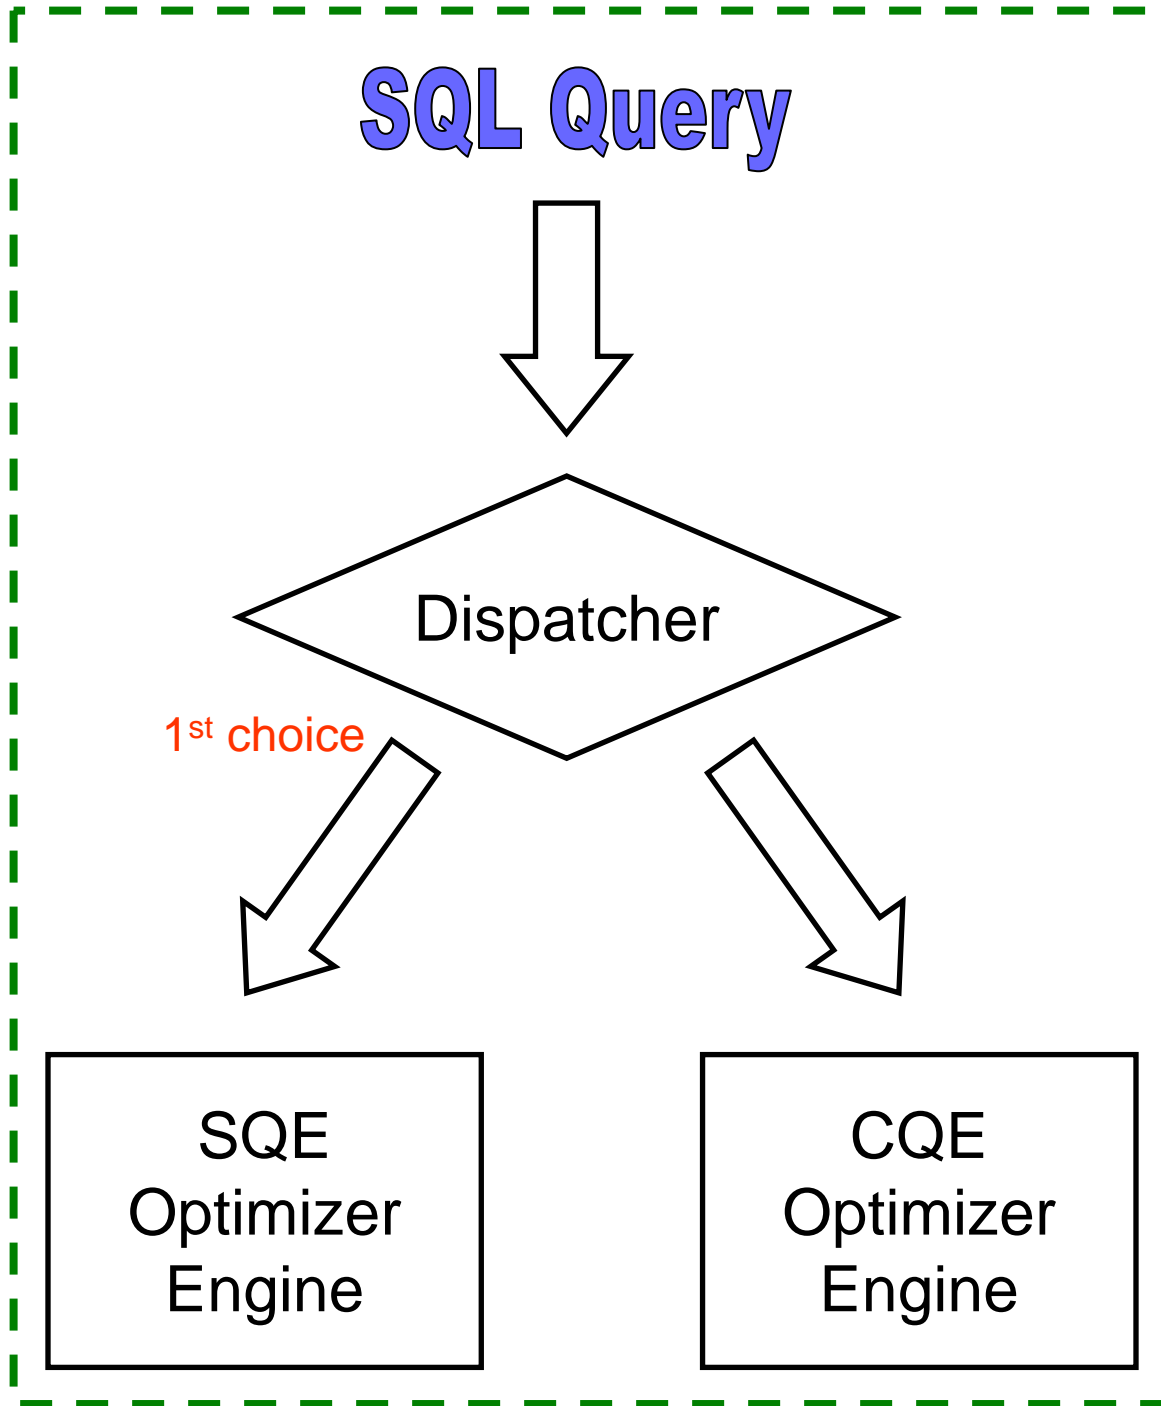 SQL Query
Dispatcher
1st choice
SQE
Optimizer
Engine
CQE
Optimizer
Engine